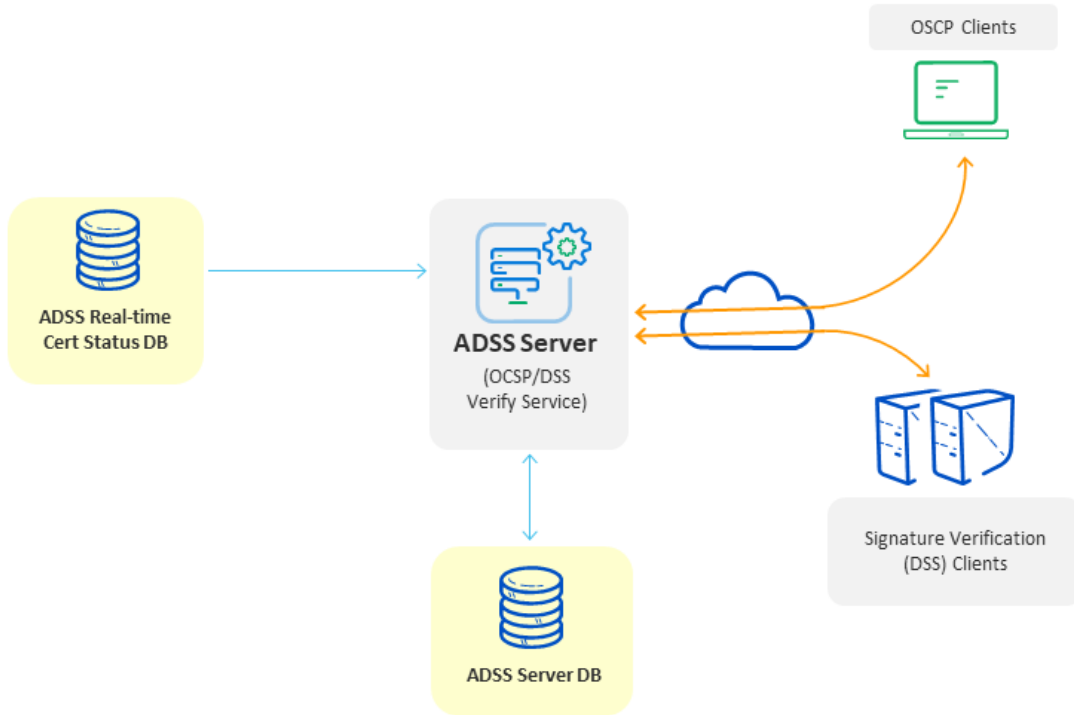 OSCP Clients
ADSS Real-time
Cert Status DB
ADSS Server
(OCSP/DSS
Verify Service)
Signature Verification
(DSS) Clients
ADSS Server DB